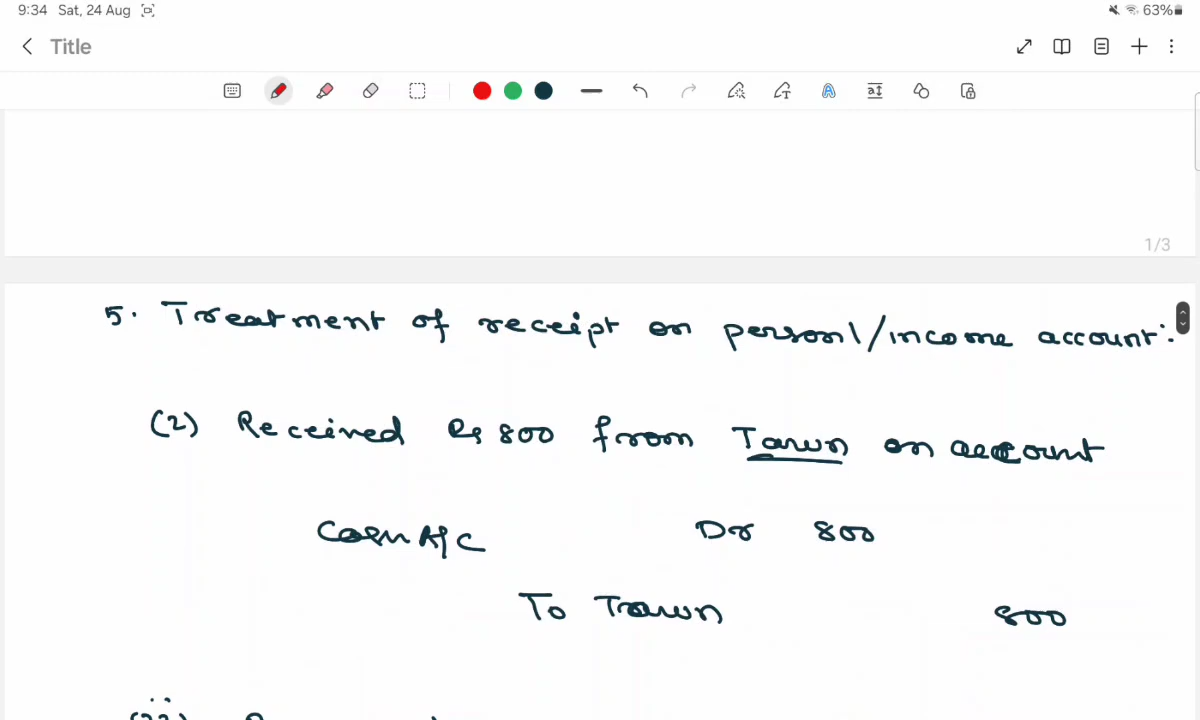 9:34 Sat, 24 Aug 63%
Title
1/3
5. Treatment of receipt on personl/income account:
(2) Received Rs 800 from Tarun on account
Cash A/C Dr 800
To Tarun 800